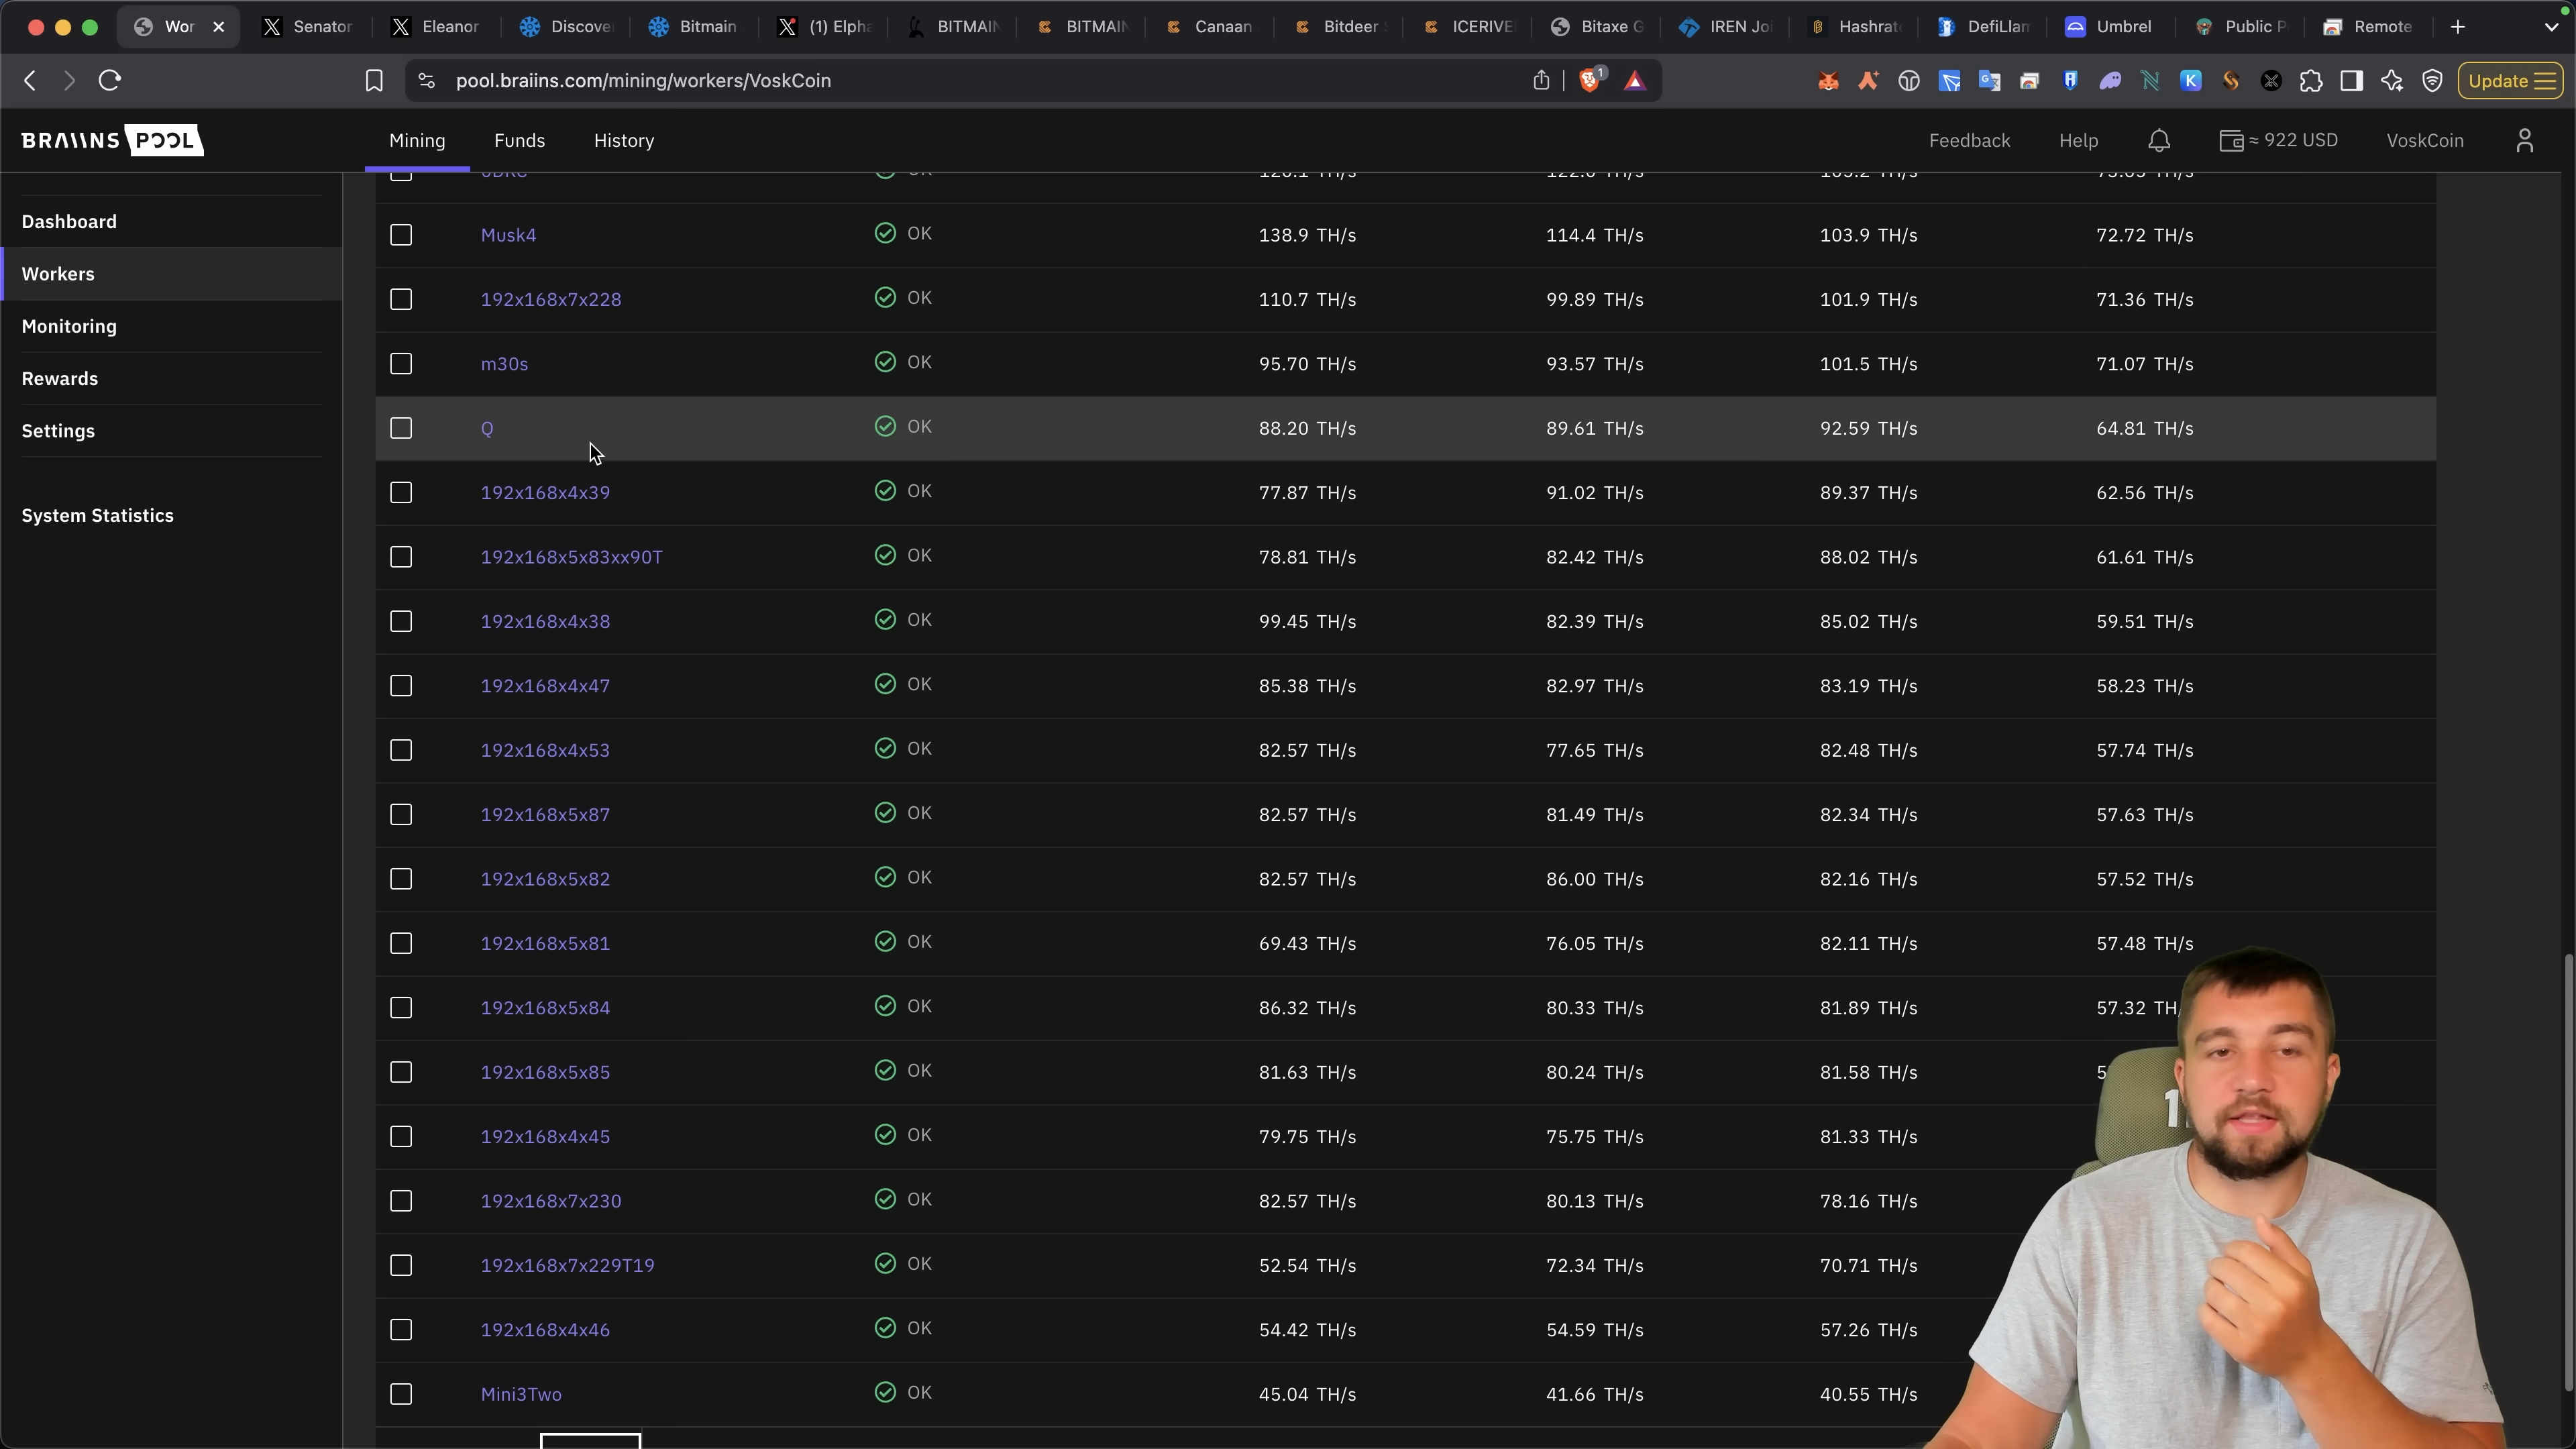 Wor
Senator
Eleanor
Discove
Bitmain
(1) Elpha
BITMAIN
BITMAIN
Canaan
Bitdeer
ICERIVE
Bitaxe G
IREN Joi
Hashrat
DefiLlam
Umbrel
Public P
Remote
pool.braiins.com/mining/workers/VoskCoin
1
Update
BRAIINS POOL
Mining
Funds
History
Feedback
Help
≈ 922 USD
VoskCoin
Dashboard
Workers
Monitoring
Rewards
Settings
System Statistics
Musk4 OK 138.9 TH/s 114.4 TH/s 103.9 TH/s 72.72 TH/s
192x168x7x228 OK 110.7 TH/s 99.89 TH/s 101.9 TH/s 71.36 TH/s
m30s OK 95.70 TH/s 93.57 TH/s 101.5 TH/s 71.07 TH/s
Q OK 88.20 TH/s 89.61 TH/s 92.59 TH/s 64.81 TH/s
192x168x4x39 OK 77.87 TH/s 91.02 TH/s 89.37 TH/s 62.56 TH/s
192x168x5x83xx90T OK 78.81 TH/s 82.42 TH/s 88.02 TH/s 61.61 TH/s
192x168x4x38 OK 99.45 TH/s 82.39 TH/s 85.02 TH/s 59.51 TH/s
192x168x4x47 OK 85.38 TH/s 82.97 TH/s 83.19 TH/s 58.23 TH/s
192x168x4x53 OK 82.57 TH/s 77.65 TH/s 82.48 TH/s 57.74 TH/s
192x168x5x87 OK 82.57 TH/s 81.49 TH/s 82.34 TH/s 57.63 TH/s
192x168x5x82 OK 82.57 TH/s 86.00 TH/s 82.16 TH/s 57.52 TH/s
192x168x5x81 OK 69.43 TH/s 76.05 TH/s 82.11 TH/s 57.48 TH/s
192x168x5x84 OK 86.32 TH/s 80.33 TH/s 81.89 TH/s 57.32 TH/
192x168x5x85 OK 81.63 TH/s 80.24 TH/s 81.58 TH/s 5
192x168x4x45 OK 79.75 TH/s 75.75 TH/s 81.33 TH/s
192x168x7x230 OK 82.57 TH/s 80.13 TH/s 78.16 TH/s
192x168x7x229T19 OK 52.54 TH/s 72.34 TH/s 70.71 TH/s
192x168x4x46 OK 54.42 TH/s 54.59 TH/s 57.26 TH/s
Mini3Two OK 45.04 TH/s 41.66 TH/s 40.55 TH/s